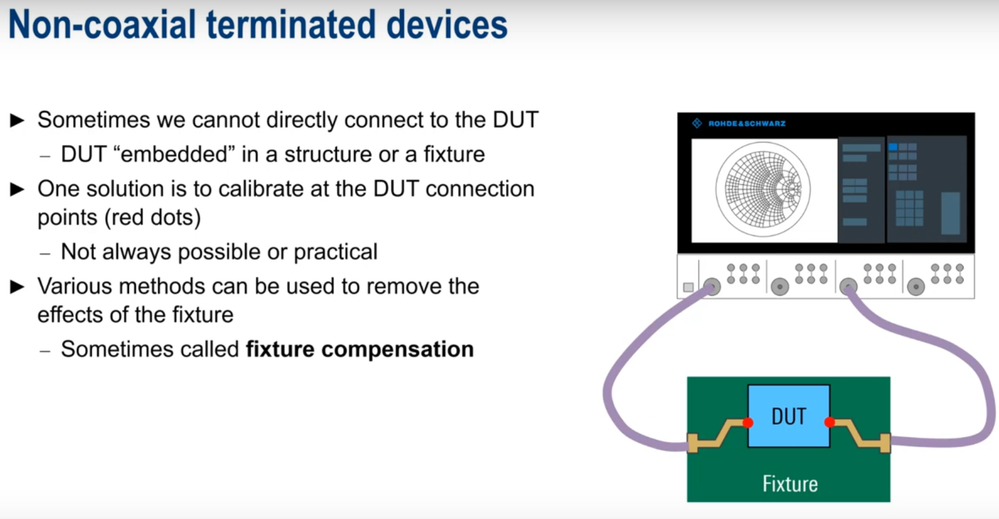 Non-coaxial terminated devices
► Sometimes we cannot directly connect to the DUT
– DUT “embedded” in a structure or a fixture
► One solution is to calibrate at the DUT connection
points (red dots)
– Not always possible or practical
► Various methods can be used to remove the
effects of the fixture
– Sometimes called fixture compensation
ROHDE&SCHWARZ
DUT
Fixture